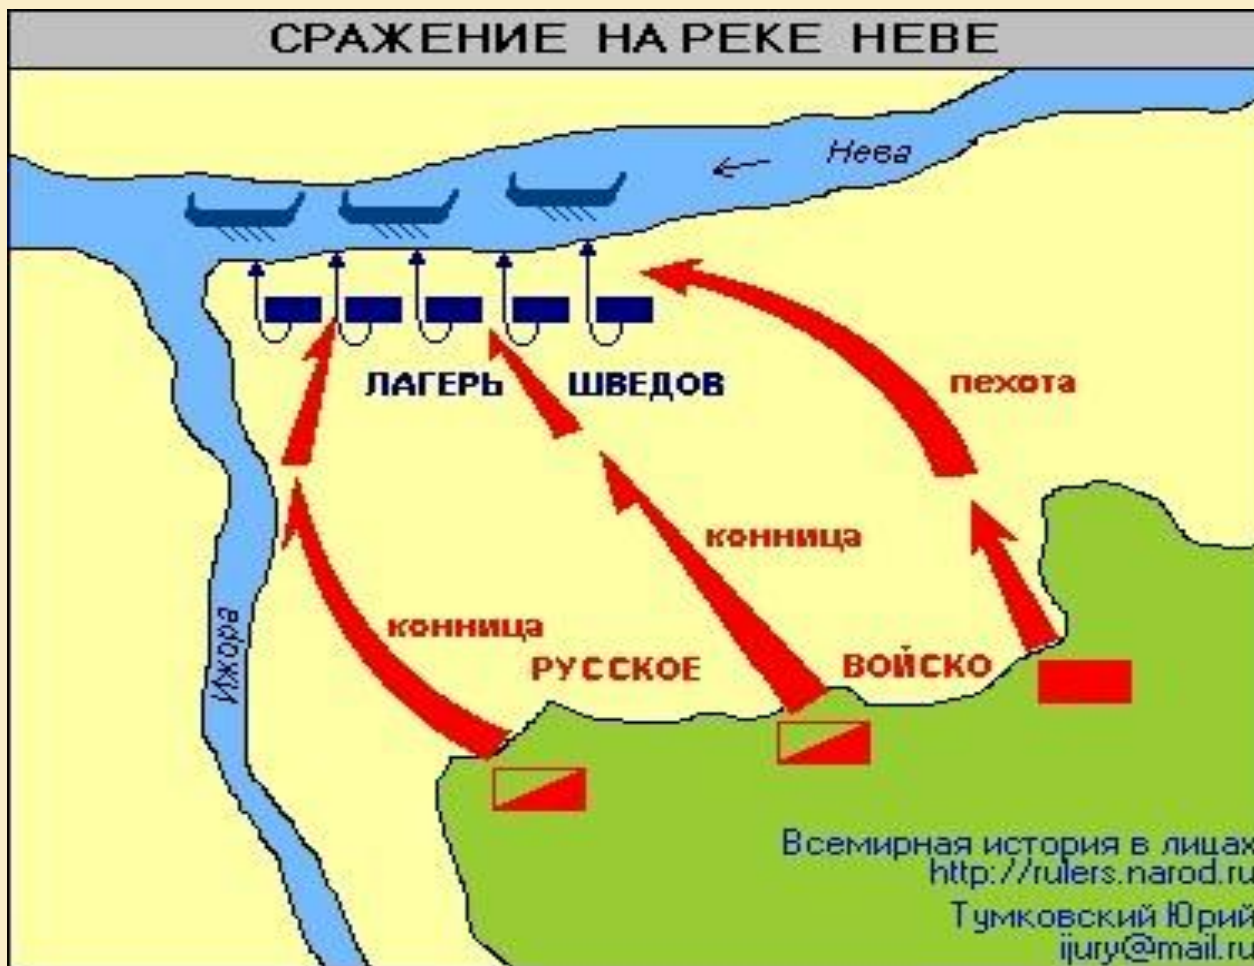 СРАЖЕНИЕ НА РЕКЕ НЕВЕ
Нева
ЛАГЕРЬ ШВЕДОВ
пехота
конница
конница
Ижора
РУССКОЕ ВОЙСКО
Всемирная история в лицах
http://rulers.narod.ru
Тумковский Юрий
ijury@mail.ru